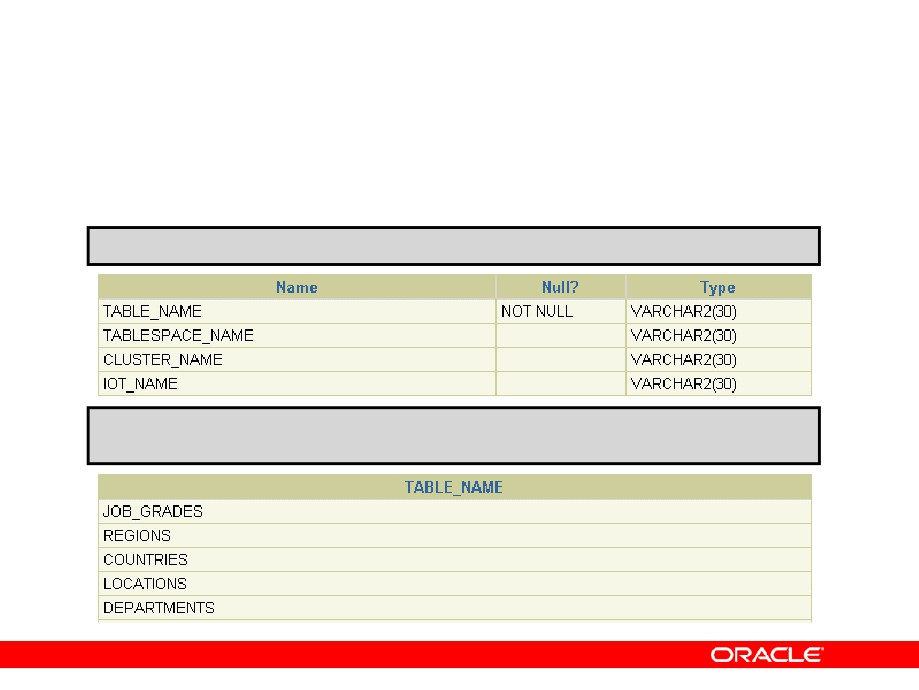 Name Null? Type
TABLE_NAME NOT NULL VARCHAR2(30)
TABLESPACE_NAME VARCHAR2(30)
CLUSTER_NAME VARCHAR2(30)
IOT_NAME VARCHAR2(30)
TABLE_NAME
JOB_GRADES
REGIONS
COUNTRIES
LOCATIONS
DEPARTMENTS
ORACLE